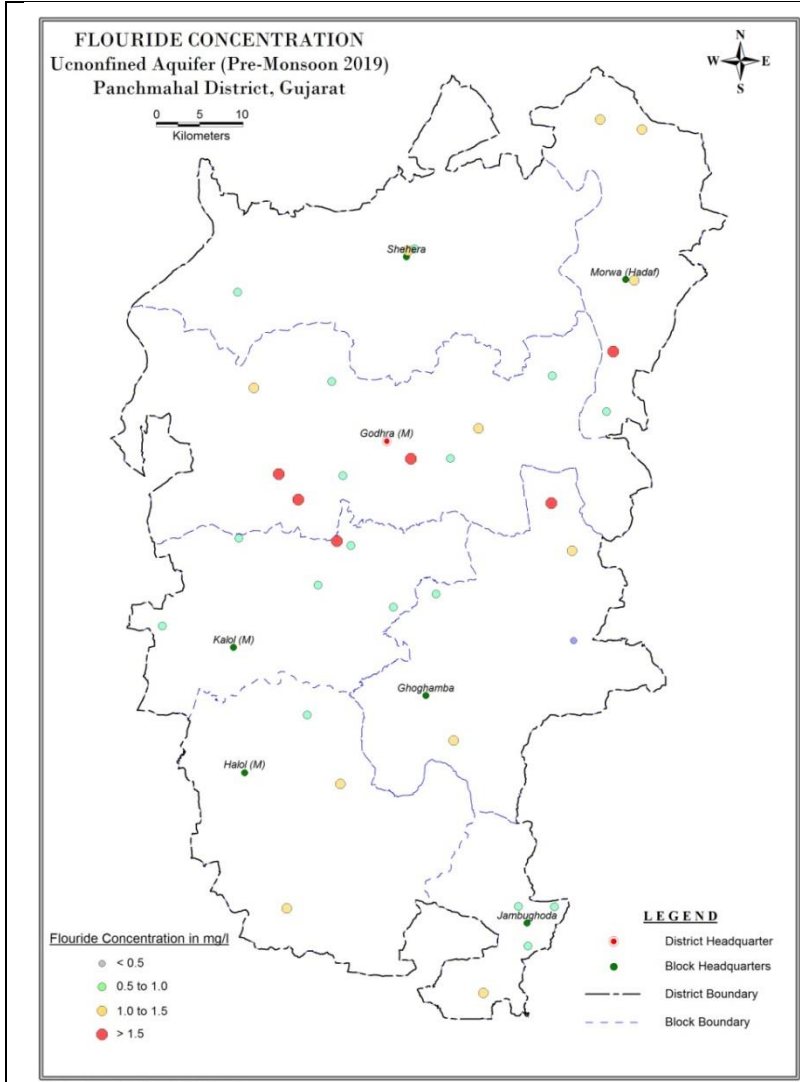 FLOURIDE CONCENTRATION
Ucnonfined Aquifer (Pre-Monsoon 2019)
Panchmahal District, Gujarat
0 5 10
Kilometers
N
W E
S
Shehera
Morwa (Hadaf)
Godhra (M)
Kalol (M)
Ghoghamba
Halol (M)
Jambughoda
Flouride Concentration in mg/l
< 0.5
0.5 to 1.0
1.0 to 1.5
> 1.5
LEGEND
District Headquarter
Block Headquarters
District Boundary
Block Boundary